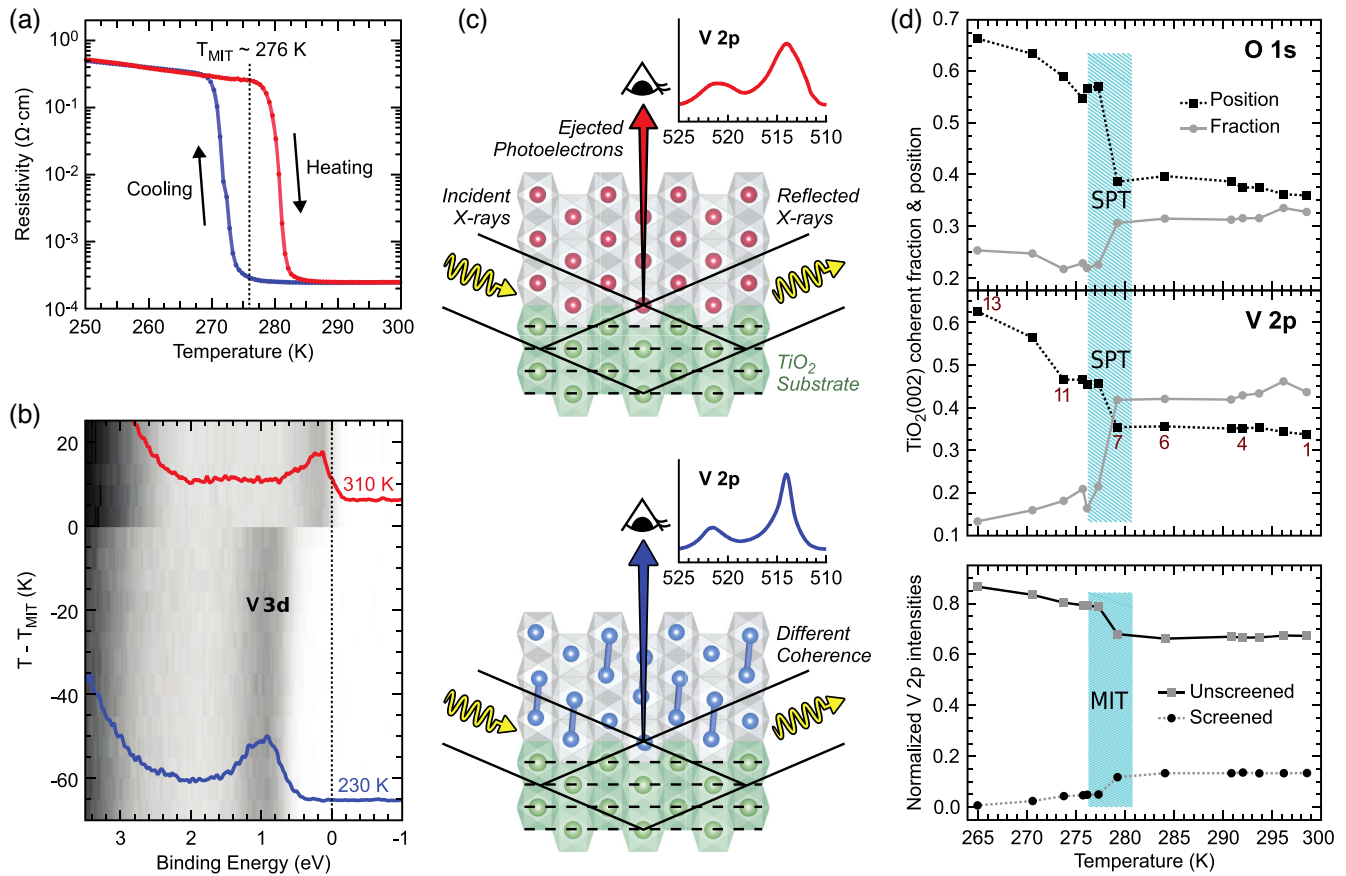 (a)
10⁰
10⁻¹
10⁻²
10⁻³
10⁻⁴
Resistivity (Ω·cm)
T_MIT ~ 276 K
Cooling
Heating
250 260 270 280 290 300
Temperature (K)
(b)
20
0
-20
-40
-60
T - T_MIT (K)
310 K
V 3d
230 K
3 2 1 0 -1
Binding Energy (eV)
(c)
V 2p
525 520 515 510
Ejected
Photoelectrons
Incident
X-rays
Reflected
X-rays
TiO₂
Substrate
V 2p
525 520 515 510
Different
Coherence
(d)
0.7
0.6
0.5
0.4
0.3
0.2
O 1s
Position
Fraction
SPT
TiO₂(002) coherent fraction & position
0.6
0.5
0.4
0.3
0.2
0.1
V 2p
SPT
13
11
7
6
4
1
Normalized V 2p intensities
0.8
0.6
0.4
0.2
0.0
MIT
Unscreened
Screened
265 270 275 280 285 290 295 300
Temperature (K)